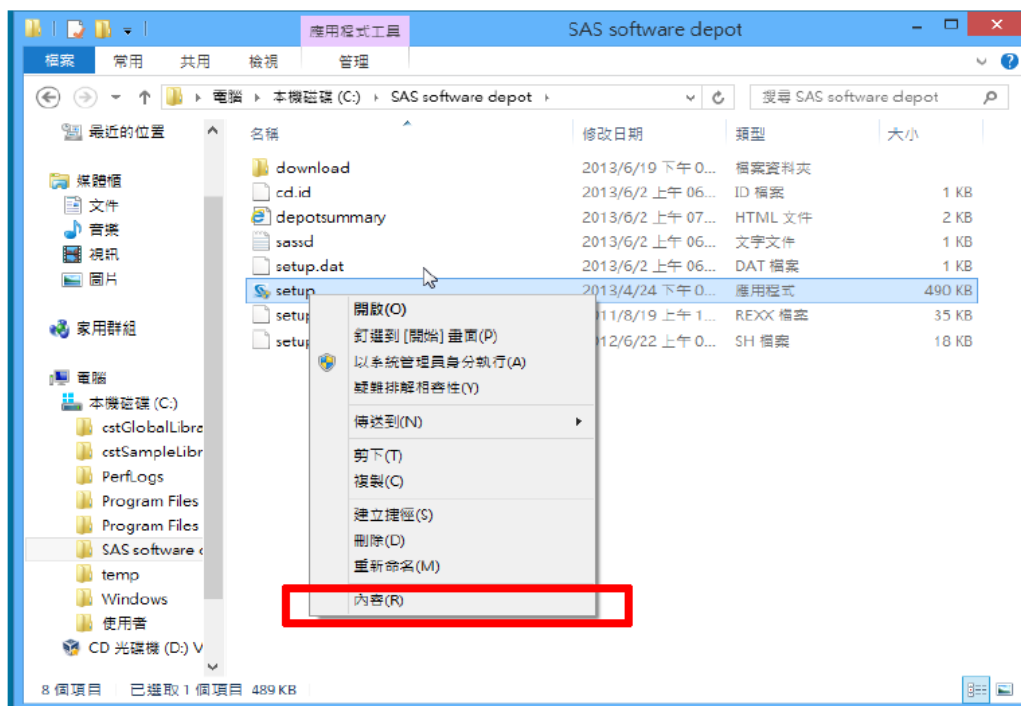 應用程式工具 SAS software depot
檔案 常用 共用 檢視 管理
電腦 本機磁碟 (C:) SAS software depot 搜尋 SAS software depot
最近的位置
媒體櫃
文件
音樂
視訊
圖片
家用群組
電腦
本機磁碟 (C:)
cstGlobalLibra
cstSampleLibr
PerfLogs
Program Files
Program Files
SAS software d
temp
Windows
使用者
CD 光碟機 (D:) V
名稱 修改日期 類型 大小
download 2013/6/19 下午 0... 檔案資料夾
cd.id 2013/6/2 上午 06... ID 檔案 1 KB
depotsummary 2013/6/2 上午 07... HTML 文件 2 KB
sassd 2013/6/2 上午 06... 文字文件 1 KB
setup.dat 2013/6/2 上午 06... DAT 檔案 1 KB
setup 2013/4/24 下午 0... 應用程式 490 KB
setup 011/8/19 上午 1... REXX 檔案 35 KB
setup 012/6/22 上午 0... SH 檔案 18 KB
開啟(O)
釘選到 [開始] 畫面(P)
以系統管理員身分執行(A)
疑難排解相容性(Y)
傳送到(N)
剪下(T)
複製(C)
建立捷徑(S)
刪除(D)
重新命名(M)
內容(R)
8 個項目 已選取 1 個項目 489 KB